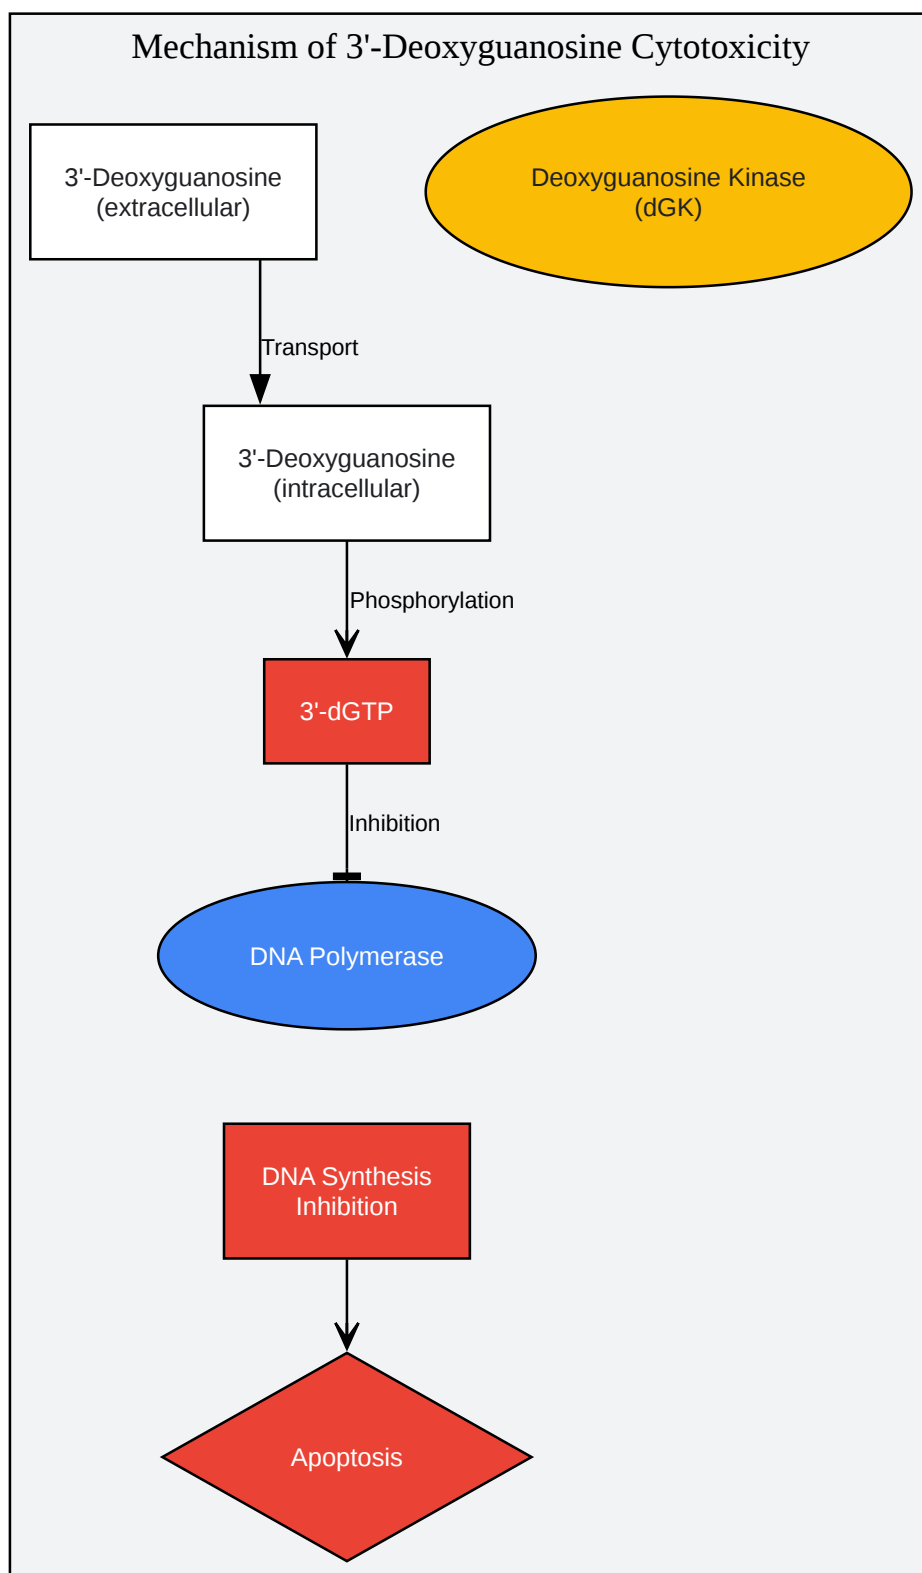 Mechanism of 3'-Deoxyguanosine Cytotoxicity
3'-Deoxyguanosine
(extracellular)
Deoxyguanosine Kinase
(dGK)
Transport
3'-Deoxyguanosine
(intracellular)
Phosphorylation
3'-dGTP
Inhibition
DNA Polymerase
DNA Synthesis
Inhibition
Apoptosis